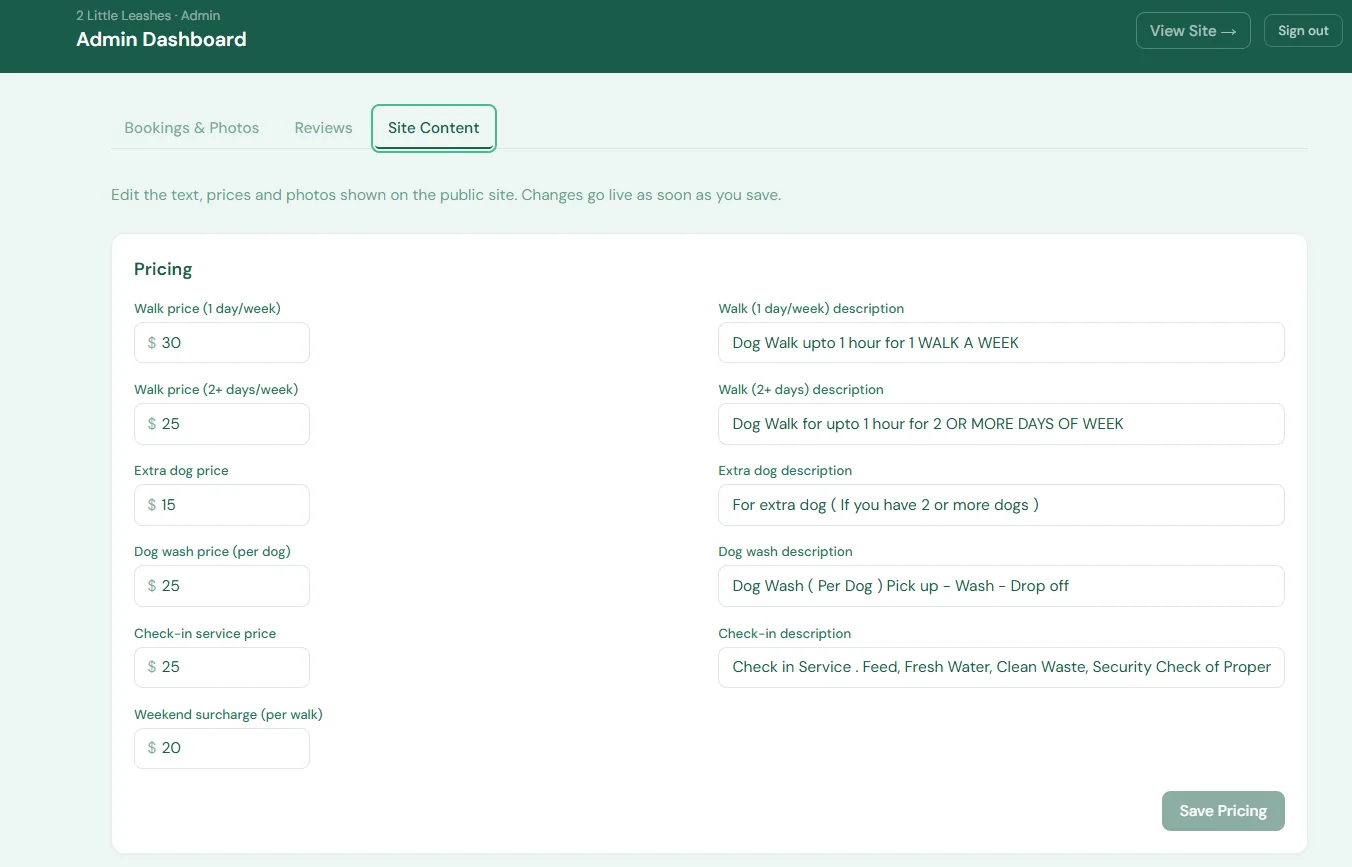 2 Little Leashes · Admin
Admin Dashboard
View Site →
Sign out
Bookings & Photos
Reviews
Site Content
Edit the text, prices and photos shown on the public site. Changes go live as soon as you save.
Pricing
Walk price (1 day/week)
Walk (1 day/week) description
$ 30
Dog Walk upto 1 hour for 1 WALK A WEEK
Walk price (2+ days/week)
Walk (2+ days) description
$ 25
Dog Walk for upto 1 hour for 2 OR MORE DAYS OF WEEK
Extra dog price
Extra dog description
$ 15
For extra dog ( If you have 2 or more dogs )
Dog wash price (per dog)
Dog wash description
$ 25
Dog Wash ( Per Dog ) Pick up - Wash - Drop off
Check-in service price
Check-in description
$ 25
Check in Service . Feed, Fresh Water, Clean Waste, Security Check of Proper
Weekend surcharge (per walk)
$ 20
Save Pricing